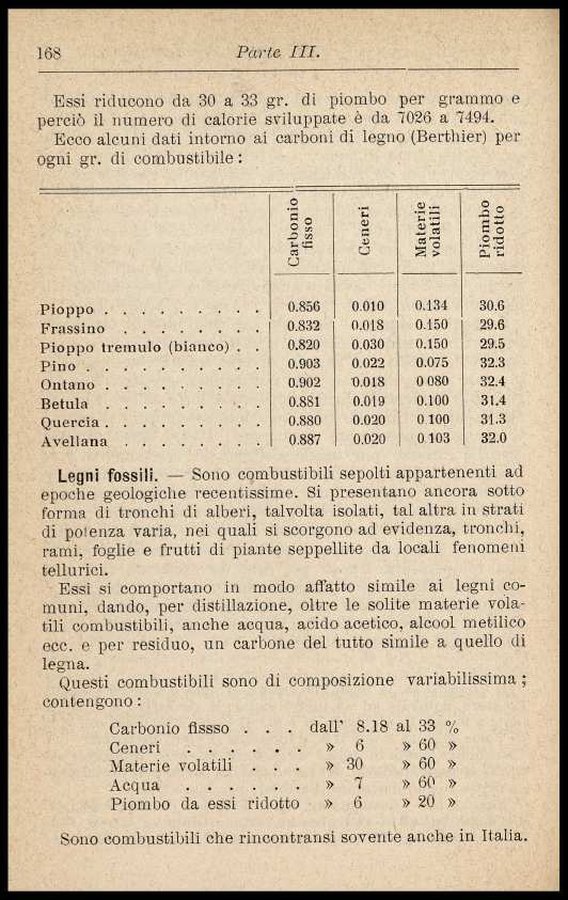 168 Parte III.
Essi riducono da 30 a 33 gr. di piombo per grammo e
perciò il numero di calorie sviluppate è da 7026 a 7494.
Ecco alcuni dati intorno ai carboni di legno (Berthier) per
ogni gr. di combustibile:
Carbonio fisso Ceneri Materie volatili Piombo ridotto
Pioppo . . . . . . . . . 0.856 0.010 0.134 30.6
Frassino . . . . . . . . 0.832 0.018 0.150 29.6
Pioppo tremulo (bianco) . . 0.820 0.030 0.150 29.5
Pino . . . . . . . . . . 0.903 0.022 0.075 32.3
Ontano . . . . . . . . . 0.902 0.018 0 080 32.4
Betula . . . . . . . . . 0.881 0.019 0.100 31.4
Quercia . . . . . . . . . 0.880 0.020 0 100 31.3
Avellana . . . . . . . . 0.887 0.020 0 103 32.0
Legni fossili. — Sono combustibili sepolti appartenenti ad
epoche geologiche recentissime. Si presentano ancora sotto
forma di tronchi di alberi, talvolta isolati, tal altra in strati
di potenza varia, nei quali si scorgono ad evidenza, tronchi,
rami, foglie e frutti di piante seppellite da locali fenomeni
tellurici.
Essi si comportano in modo affatto simile ai legni co-
muni, dando, per distillazione, oltre le solite materie vola-
tili combustibili, anche acqua, acido acetico, alcool metilico
ecc. e per residuo, un carbone del tutto simile a quello di
legna.
Questi combustibili sono di composizione variabilissima ;
contengono :
Carbonio fissso . . . dall' 8.18 al 33 %
Ceneri . . . . . . » 6 » 60 »
Materie volatili . . . » 30 » 60 »
Acqua . . . . . . » 7 » 60 »
Piombo da essi ridotto » 6 » 20 »
Sono combustibili che rincontransi sovente anche in Italia.